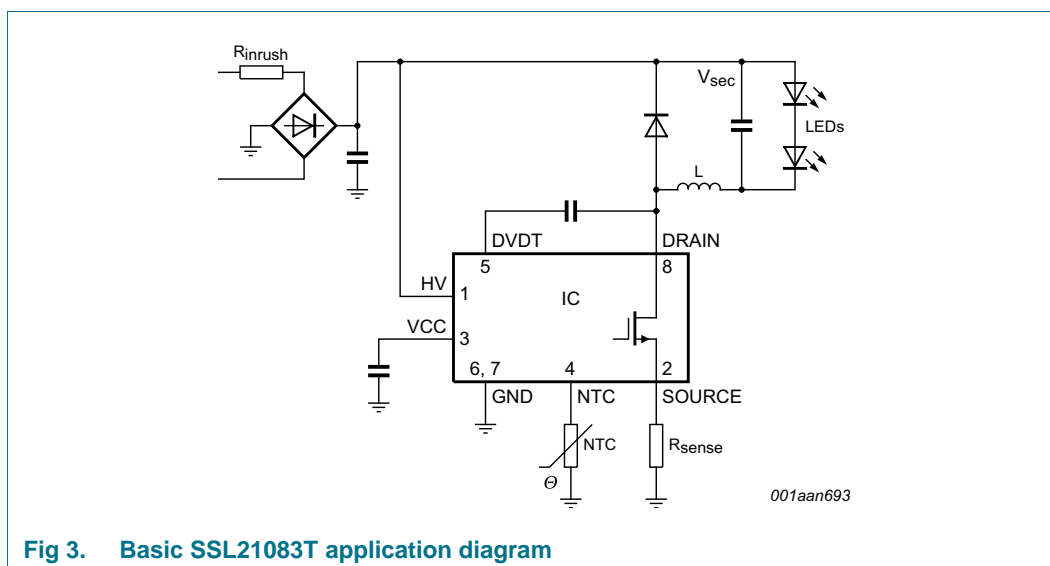 Rinrush
Vsec
LEDs
L
DVDT
DRAIN
5
8
HV
1
IC
VCC
3
6, 7
4
2
GND
NTC
SOURCE
NTC
Rsense
Θ
001aan693
Fig 3. Basic SSL21083T application diagram